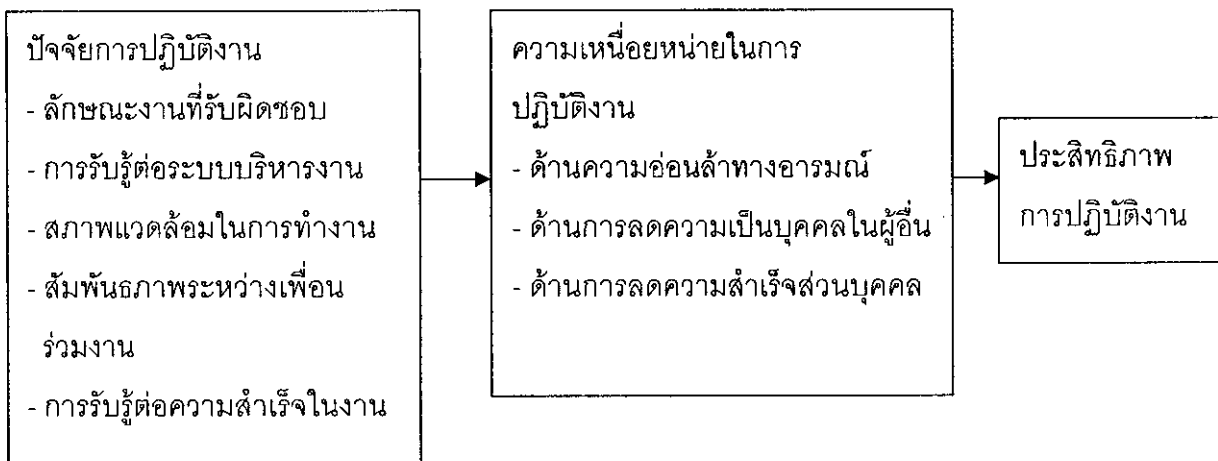 ปัจจัยการปฏิบัติงาน
- ลักษณะงานที่รับผิดชอบ
- การรับรู้ต่อระบบบริหารงาน
- สภาพแวดล้อมในการทำงาน
- สัมพันธภาพระหว่างเพื่อน
ร่วมงาน
- การรับรู้ต่อความสำเร็จในงาน
ความเหนื่อยหน่ายในการ
ปฏิบัติงาน
- ด้านความอ่อนล้าทางอารมณ์
- ด้านการลดความเป็นบุคคลในผู้อื่น
- ด้านการลดความสำเร็จส่วนบุคคล
ประสิทธิภาพ
การปฏิบัติงาน